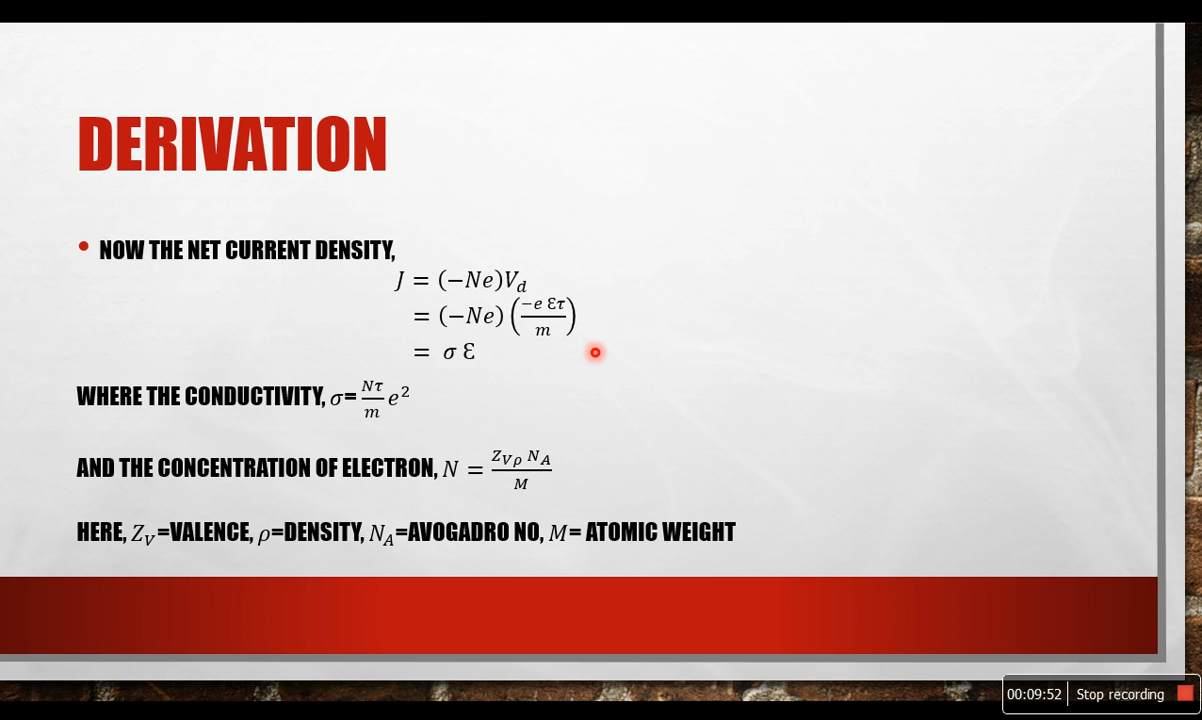 DERIVATION
• NOW THE NET CURRENT DENSITY,
J = (−Ne)V_d
= (−Ne) (−e Ɛτ / m)
= σ Ɛ
WHERE THE CONDUCTIVITY, σ= Nτ/m e²
AND THE CONCENTRATION OF ELECTRON, N = Z_Vρ N_A / M
HERE, Z_V=VALENCE, ρ=DENSITY, N_A=AVOGADRO NO, M= ATOMIC WEIGHT
00:09:52 Stop recording